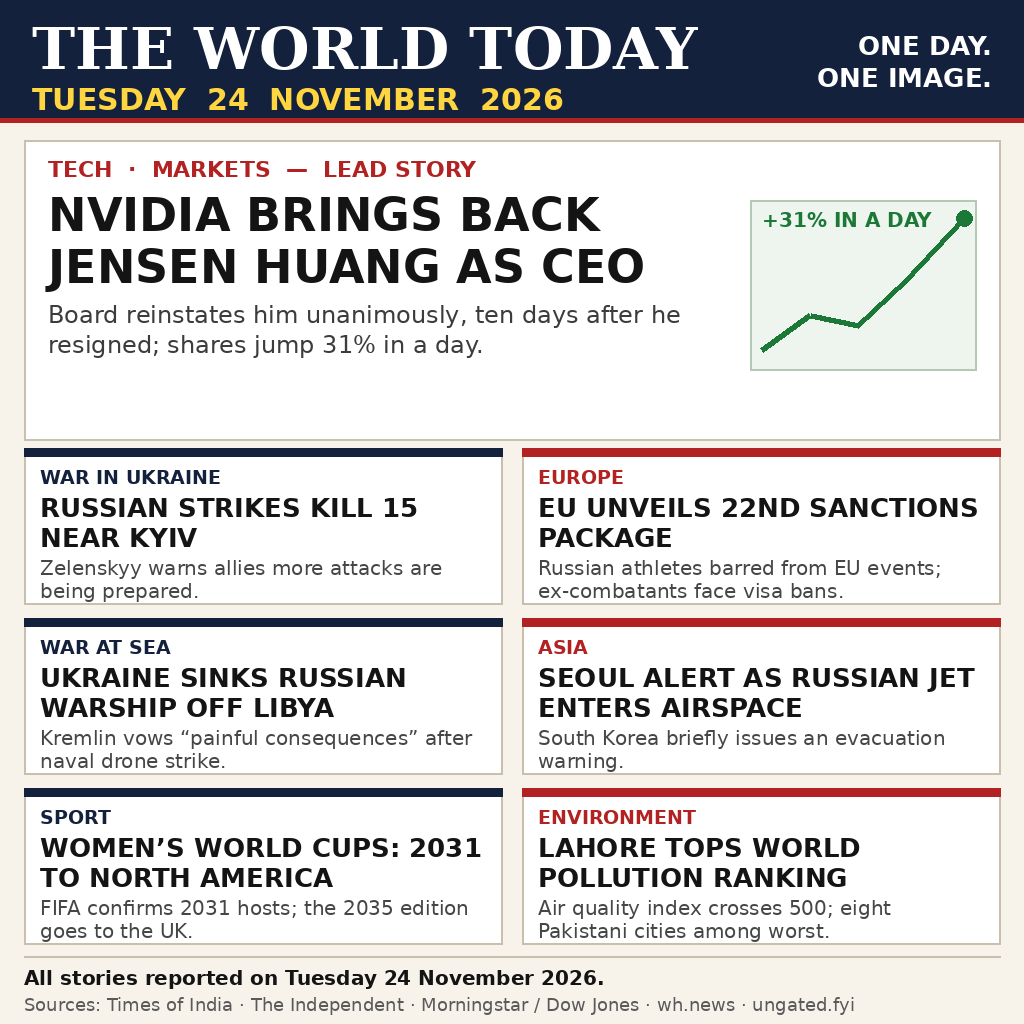 THE WORLD TODAY
TUESDAY 24 NOVEMBER 2026
ONE DAY.
ONE IMAGE.
TECH · MARKETS — LEAD STORY
NVIDIA BRINGS BACK
JENSEN HUANG AS CEO
Board reinstates him unanimously, ten days after he
resigned; shares jump 31% in a day.
+31% IN A DAY
WAR IN UKRAINE
RUSSIAN STRIKES KILL 15
NEAR KYIV
Zelenskyy warns allies more attacks are
being prepared.
EUROPE
EU UNVEILS 22ND SANCTIONS
PACKAGE
Russian athletes barred from EU events;
ex-combatants face visa bans.
WAR AT SEA
UKRAINE SINKS RUSSIAN
WARSHIP OFF LIBYA
Kremlin vows “painful consequences” after
naval drone strike.
ASIA
SEOUL ALERT AS RUSSIAN JET
ENTERS AIRSPACE
South Korea briefly issues an evacuation
warning.
SPORT
WOMEN’S WORLD CUPS: 2031
TO NORTH AMERICA
FIFA confirms 2031 hosts; the 2035 edition
goes to the UK.
ENVIRONMENT
LAHORE TOPS WORLD
POLLUTION RANKING
Air quality index crosses 500; eight
Pakistani cities among worst.
All stories reported on Tuesday 24 November 2026.
Sources: Times of India · The Independent · Morningstar / Dow Jones · wh.news · ungated.fyi